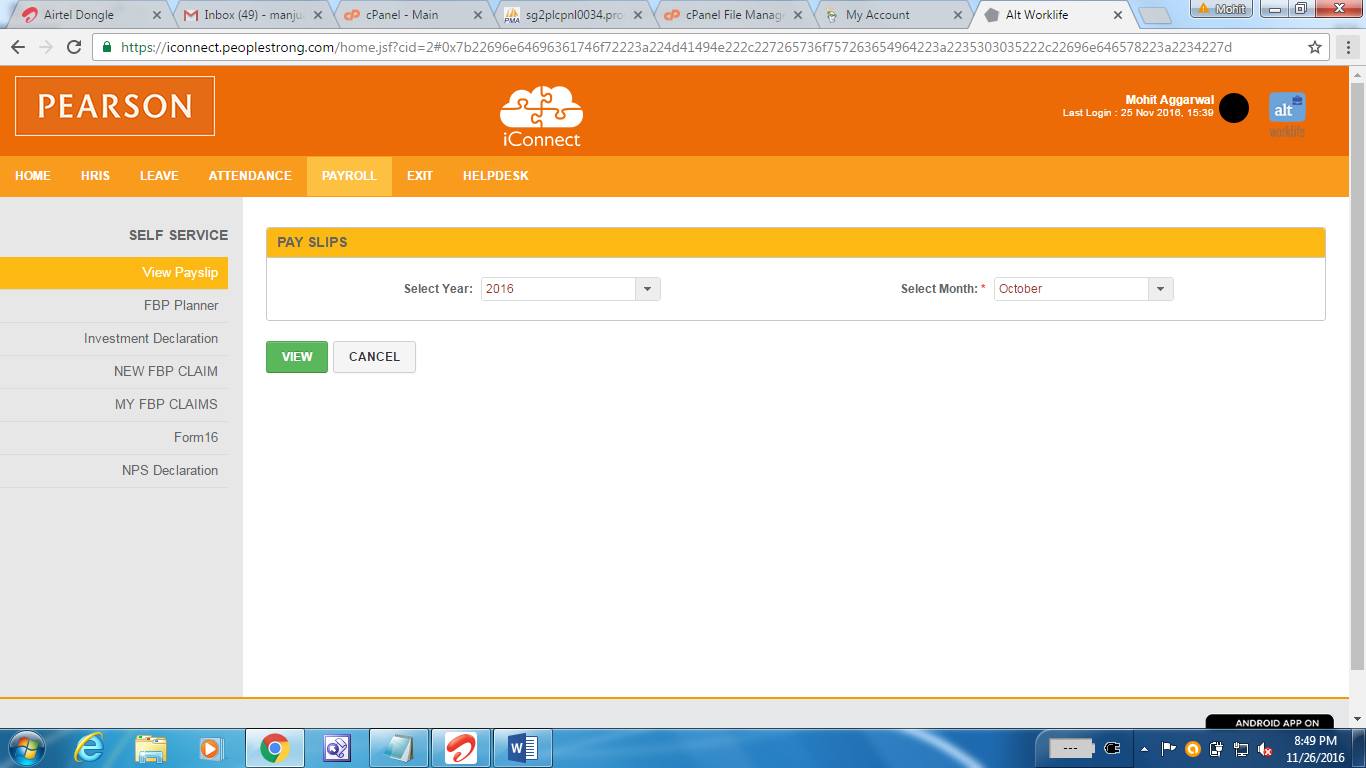 Airtel Dongle
Inbox (49) - manju
cPanel - Main
PMA
sg2plcpnl0034.pro
cP
cPanel File Manag
My Account
Alt Worklife
Mohit
https://iconnect.peoplestrong.com/home.jsf?cid=2#0x7b22696e64696361746f72223a224d41494e222c227265736f757263654964223a2235303035222c22696e646578223a2234227d
PEARSON
iConnect
Mohit Aggarwal
Last Login : 25 Nov 2016, 15:39
alt
worklife
HOME
HRIS
LEAVE
ATTENDANCE
PAYROLL
EXIT
HELPDESK
SELF SERVICE
View Payslip
FBP Planner
Investment Declaration
NEW FBP CLAIM
MY FBP CLAIMS
Form16
NPS Declaration
PAY SLIPS
Select Year: 2016
Select Month: * October
VIEW
CANCEL
ANDROID APP ON
---
8:49 PM
11/26/2016